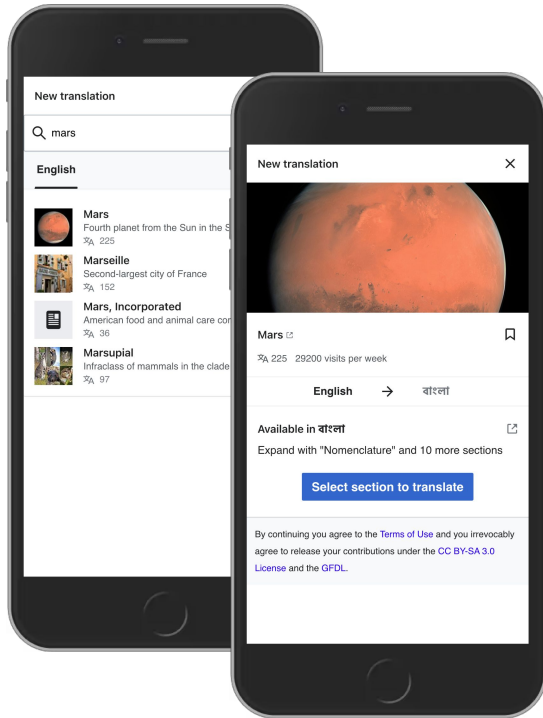 New translation
mars
English
Mars
Fourth planet from the Sun in the
225
Marseille
Second-largest city of France
152
Mars, Incorporated
American food and animal care
36
Marsupial
Infraclass of mammals in the clade
97
New translation
Mars
225 29200 visits per week
English → বাংলা
Available in বাংলা
Expand with "Nomenclature" and 10 more sections
Select section to translate
By continuing you agree to the Terms of Use and you irrevocably
agree to release your contributions under the CC BY-SA 3.0
License and the GFDL.